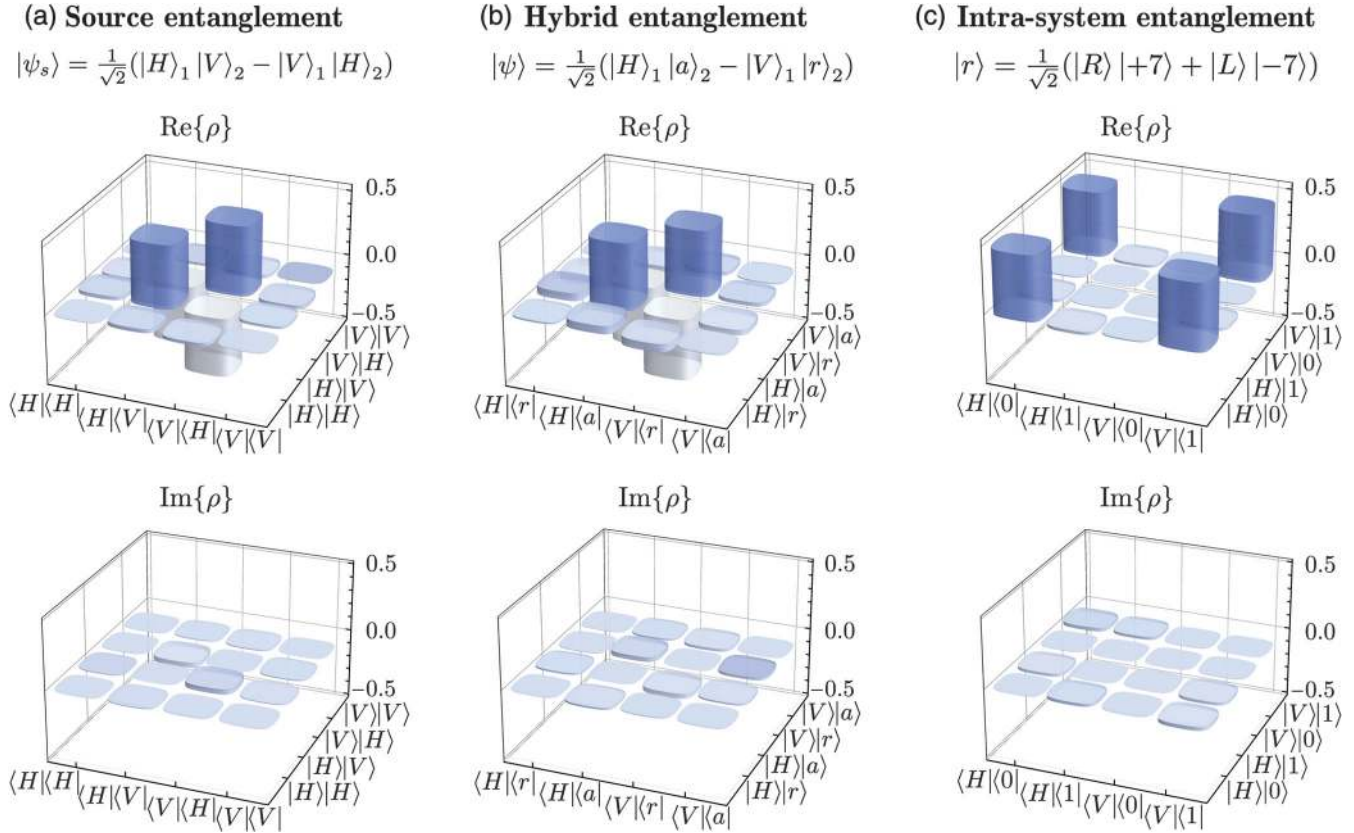 (a) Source entanglement
|ψ_s⟩ = 1/√2 (|H⟩_1 |V⟩_2 − |V⟩_1 |H⟩_2)
Re{ρ}
0.5
0.0
−0.5
|V⟩|V⟩
|V⟩|H⟩
|H⟩|V⟩
|H⟩|H⟩
⟨H|⟨H|
⟨H|⟨V|
⟨V|⟨H|
⟨V|⟨V|
Im{ρ}
0.5
0.0
−0.5
|V⟩|V⟩
|V⟩|H⟩
|H⟩|V⟩
|H⟩|H⟩
⟨H|⟨H|
⟨H|⟨V|
⟨V|⟨H|
⟨V|⟨V|
(b) Hybrid entanglement
|ψ⟩ = 1/√2 (|H⟩_1 |a⟩_2 − |V⟩_1 |r⟩_2)
Re{ρ}
0.5
0.0
−0.5
|V⟩|a⟩
|V⟩|r⟩
|H⟩|a⟩
|H⟩|r⟩
⟨H|⟨r|
⟨H|⟨a|
⟨V|⟨r|
⟨V|⟨a|
Im{ρ}
0.5
0.0
−0.5
|V⟩|a⟩
|V⟩|r⟩
|H⟩|a⟩
|H⟩|r⟩
⟨H|⟨r|
⟨H|⟨a|
⟨V|⟨r|
⟨V|⟨a|
(c) Intra-system entanglement
|r⟩ = 1/√2 (|R⟩ |+7⟩ + |L⟩ |−7⟩)
Re{ρ}
0.5
0.0
−0.5
|V⟩|1⟩
|V⟩|0⟩
|H⟩|1⟩
|H⟩|0⟩
⟨H|⟨0|
⟨H|⟨1|
⟨V|⟨0|
⟨V|⟨1|
Im{ρ}
0.5
0.0
−0.5
|V⟩|1⟩
|V⟩|0⟩
|H⟩|1⟩
|H⟩|0⟩
⟨H|⟨0|
⟨H|⟨1|
⟨V|⟨0|
⟨V|⟨1|